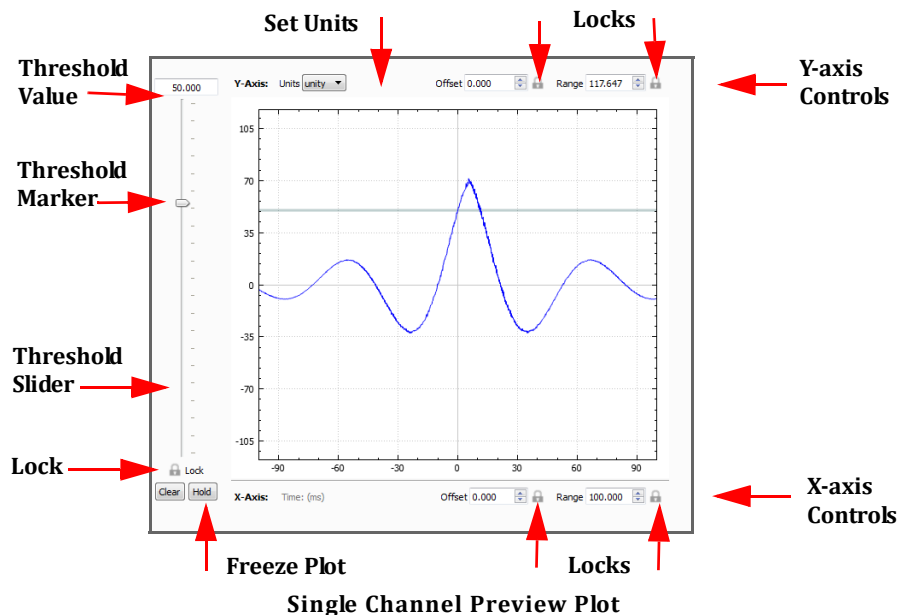 Set Units
Locks
Threshold
Value
Y-axis
Controls
50.000
Y-Axis: Units unity Offset 0.000 Range 117.647
105
70
35
0
-35
-70
-105
Threshold
Marker
Threshold
Slider
Lock
Lock
-90 -60 -30 0 30 60 90
Clear Hold
X-Axis: Time: (ms) Offset 0.000 Range 100.000
X-axis
Controls
Freeze Plot
Locks
Single Channel Preview Plot